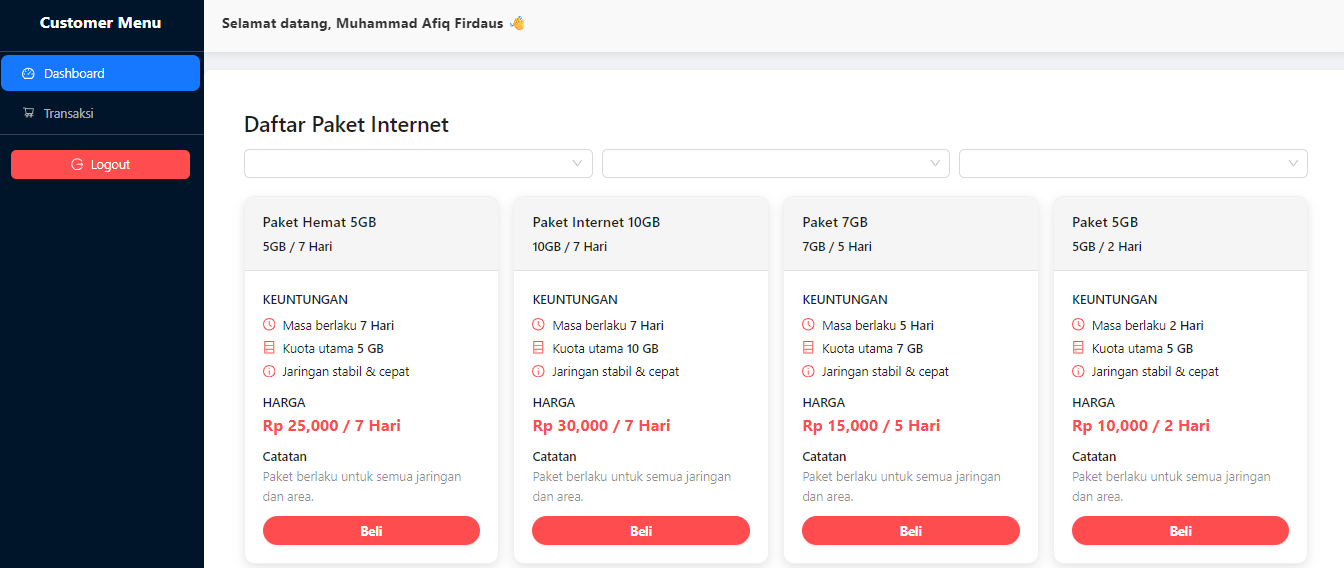 Customer Menu
Selamat datang, Muhammad Afiq Firdaus 👋
Dashboard
Transaksi
Logout
Daftar Paket Internet
Paket Hemat 5GB
5GB / 7 Hari
KEUNTUNGAN
Masa berlaku 7 Hari
Kuota utama 5 GB
Jaringan stabil & cepat
HARGA
Rp 25,000 / 7 Hari
Catatan
Paket berlaku untuk semua jaringan
dan area.
Beli
Paket Internet 10GB
10GB / 7 Hari
KEUNTUNGAN
Masa berlaku 7 Hari
Kuota utama 10 GB
Jaringan stabil & cepat
HARGA
Rp 30,000 / 7 Hari
Catatan
Paket berlaku untuk semua jaringan
dan area.
Beli
Paket 7GB
7GB / 5 Hari
KEUNTUNGAN
Masa berlaku 5 Hari
Kuota utama 7 GB
Jaringan stabil & cepat
HARGA
Rp 15,000 / 5 Hari
Catatan
Paket berlaku untuk semua jaringan
dan area.
Beli
Paket 5GB
5GB / 2 Hari
KEUNTUNGAN
Masa berlaku 2 Hari
Kuota utama 5 GB
Jaringan stabil & cepat
HARGA
Rp 10,000 / 2 Hari
Catatan
Paket berlaku untuk semua jaringan
dan area.
Beli